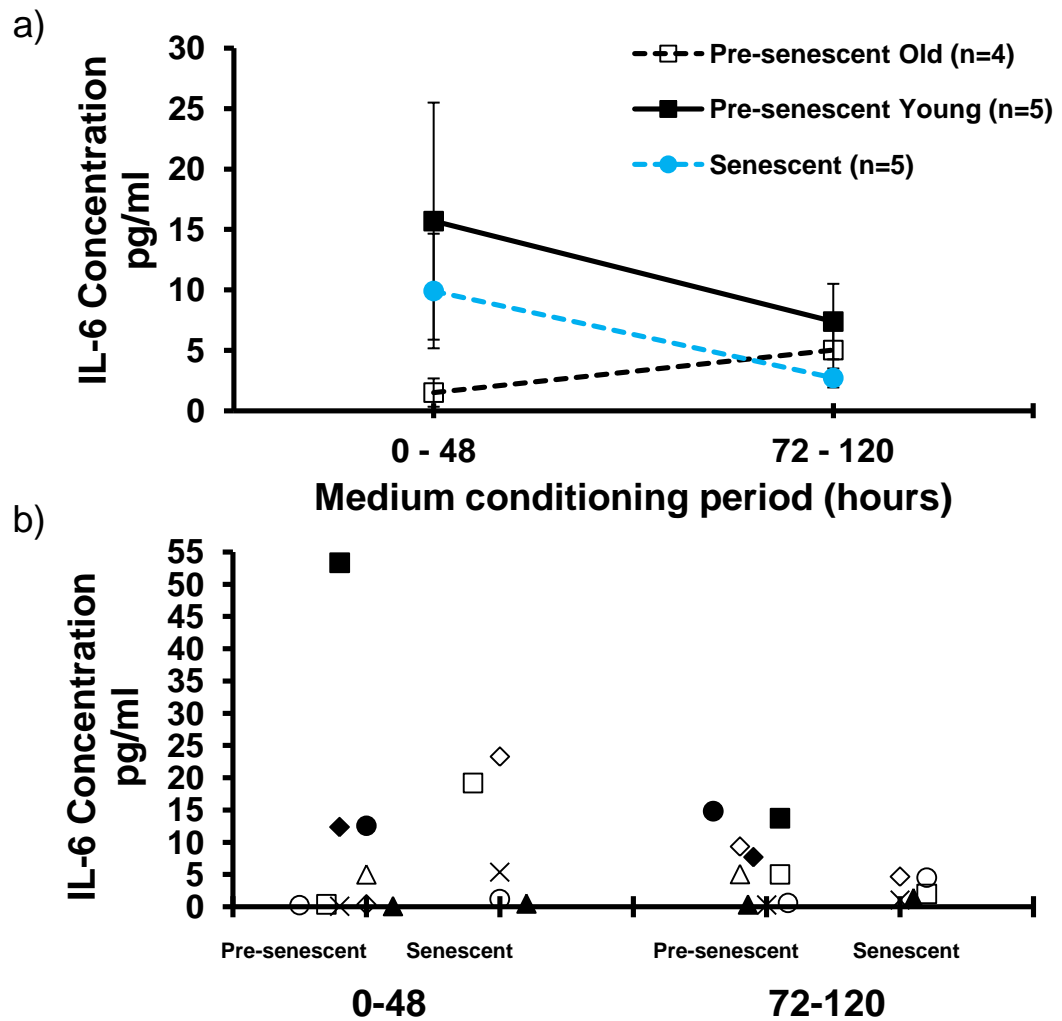 a)
IL-6 Concentration
pg/ml
30
25
20
15
10
5
0
Pre-senescent Old (n=4)
Pre-senescent Young (n=5)
Senescent (n=5)
0 - 48
72 - 120
Medium conditioning period (hours)
b)
IL-6 Concentration
pg/ml
55
50
45
40
35
30
25
20
15
10
5
0
Pre-senescent
Senescent
Pre-senescent
Senescent
0-48
72-120